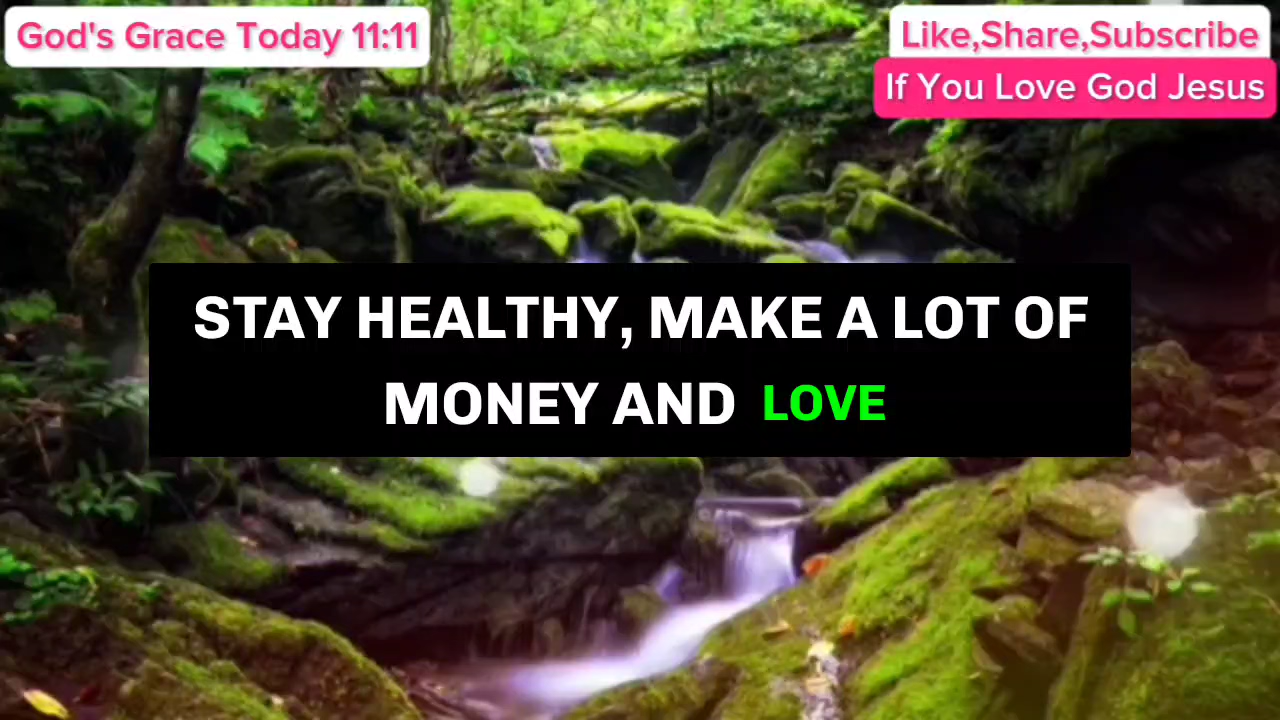 God's Grace Today 11:11
Like,Share,Subscribe
If You Love God Jesus
STAY HEALTHY, MAKE A LOT OF
MONEY AND LOVE